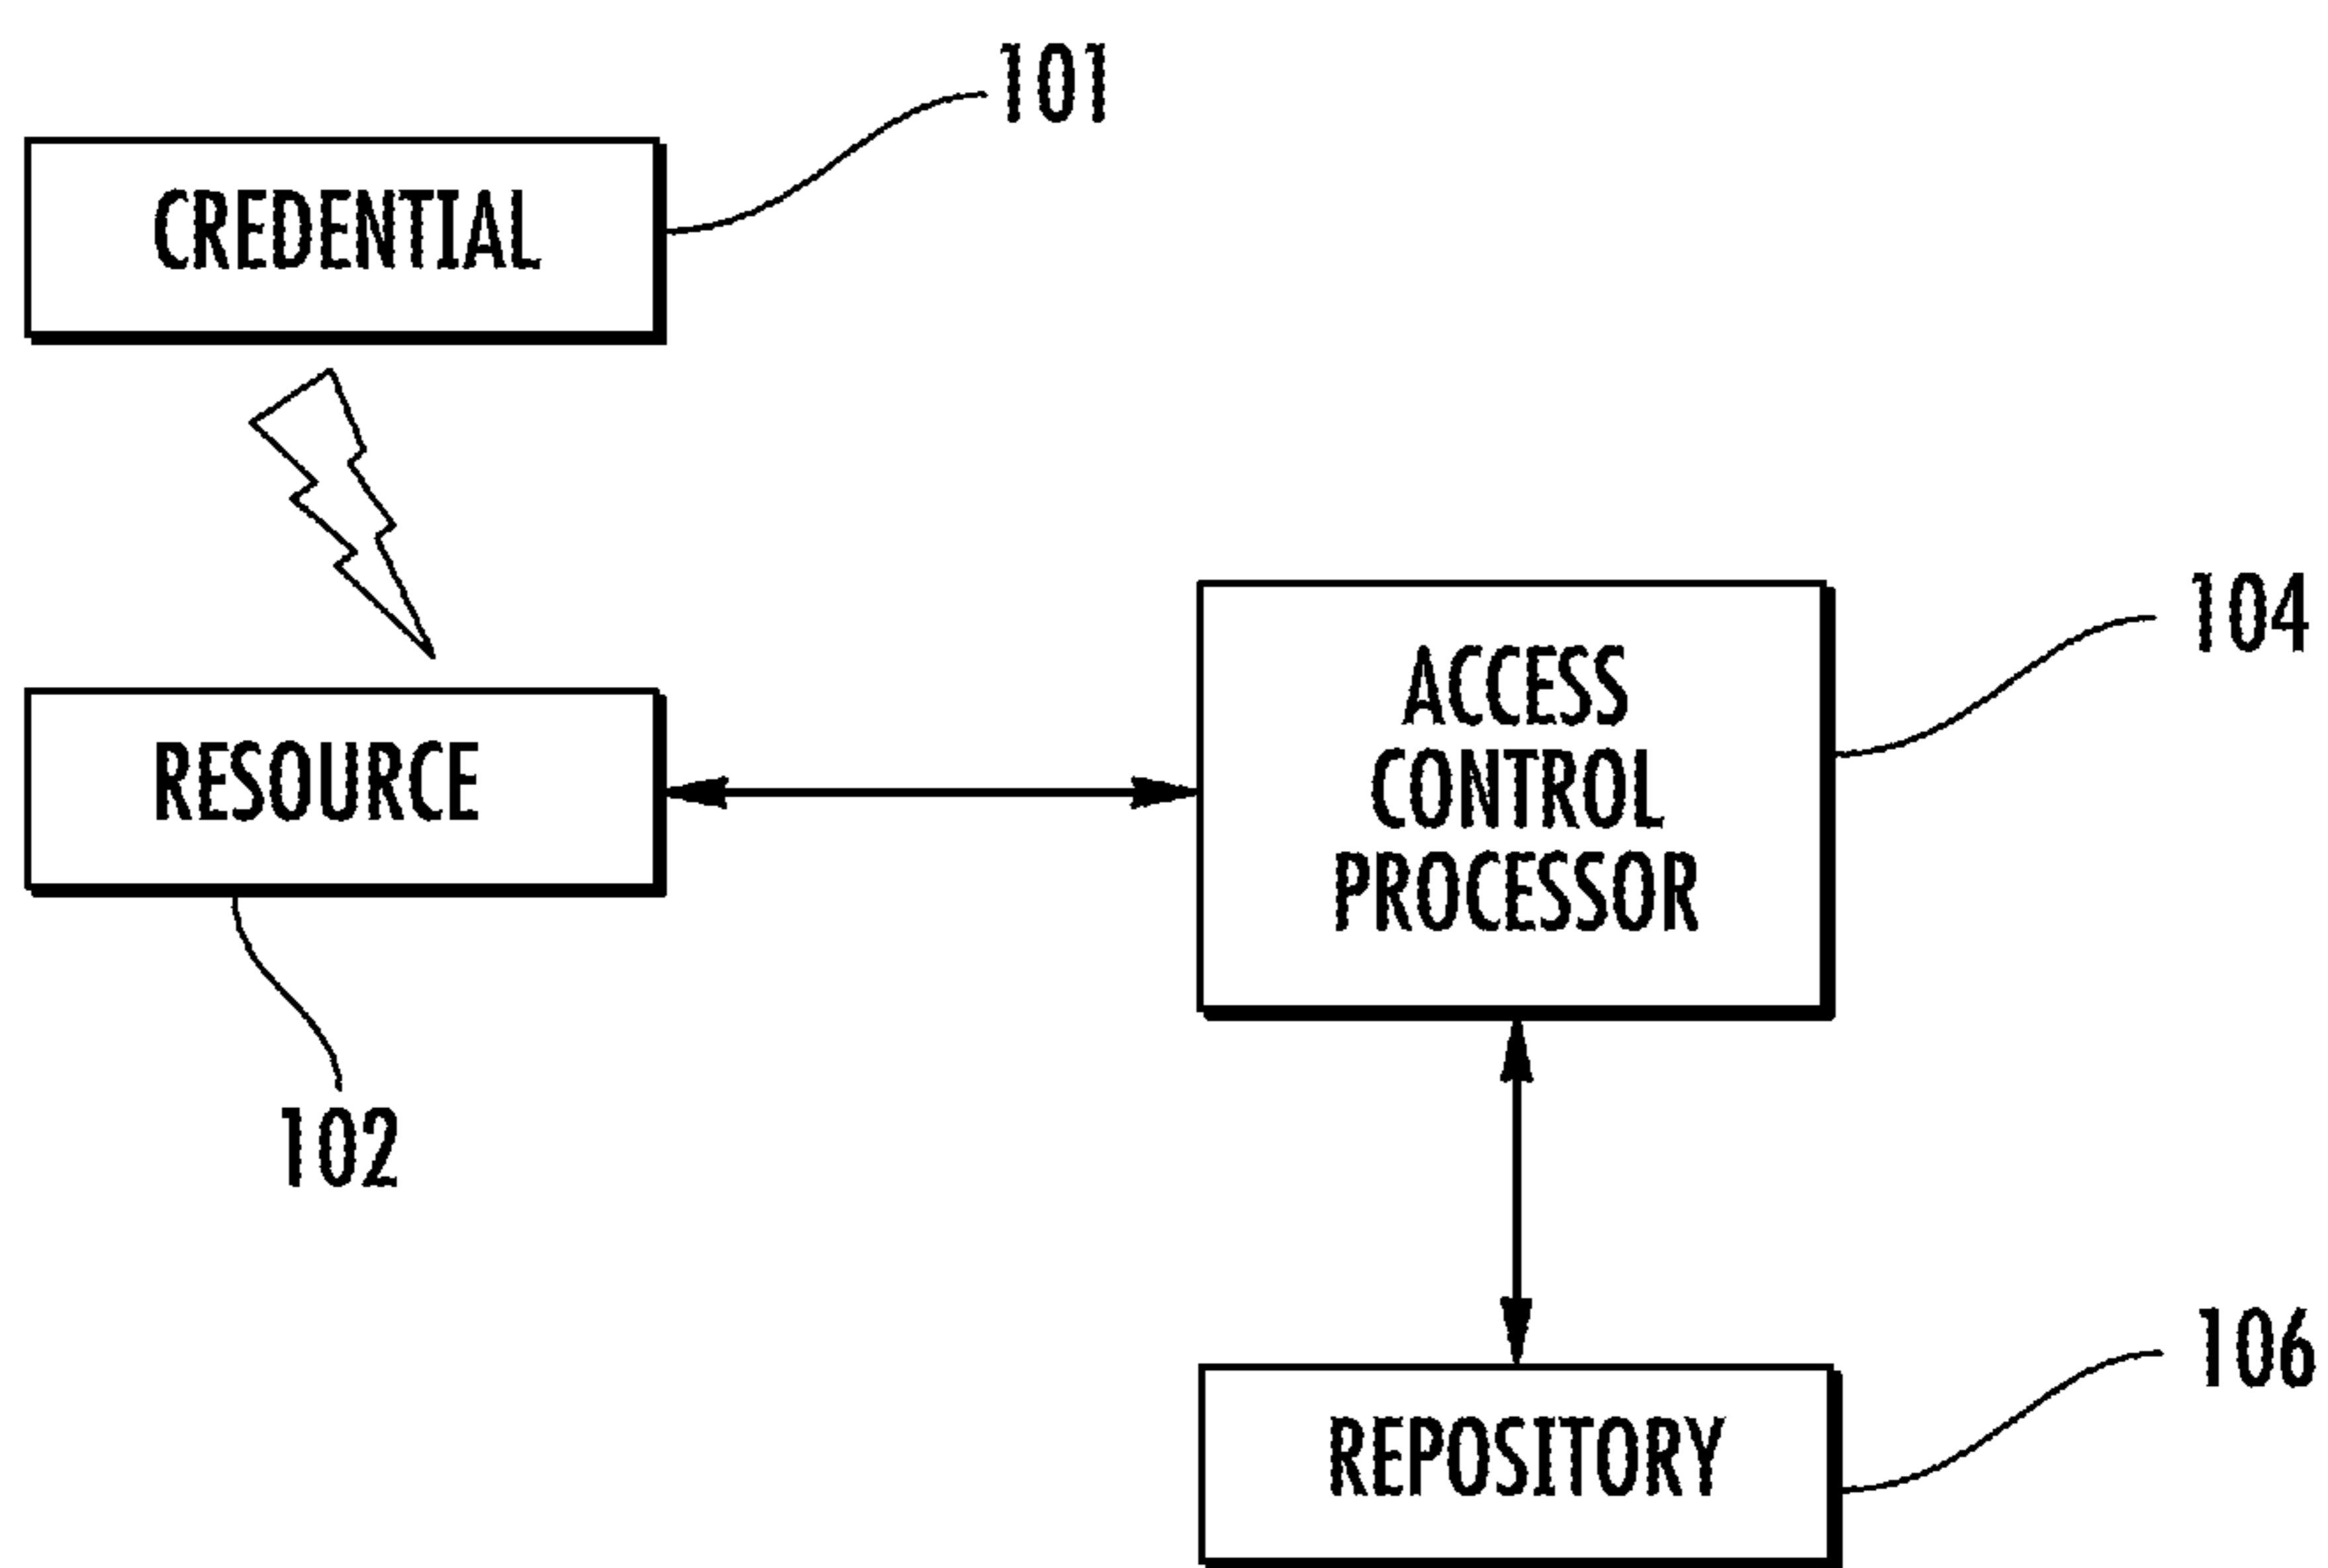 101
CREDENTIAL
104
ACCESS
CONTROL
PROCESSOR
RESOURCE
102
106
REPOSITORY